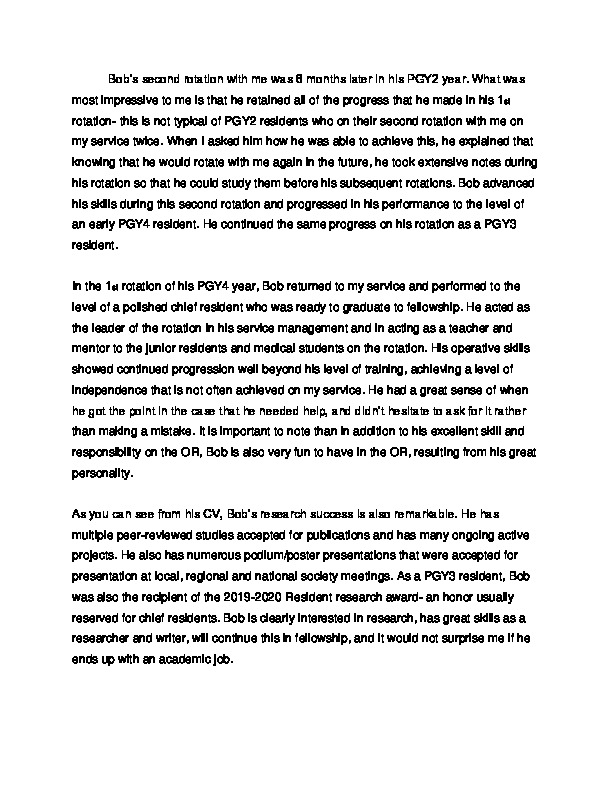 Bob's second rotation with me was 6 months later in his PGY2 year. What was
most impressive to me is that he retained all of the progress that he made in his 1st
rotation- this is not typical of PGY2 residents who on their second rotation with me on
my service twice. When I asked him how he was able to achieve this, he explained that
knowing that he would rotate with me again in the future, he took extensive notes during
his rotation so that he could study them before his subsequent rotations. Bob advanced
his skills during this second rotation and progressed in his performance to the level of
an early PGY4 resident. He continued the same progress on his rotation as a PGY3
resident.
In the 1st rotation of his PGY4 year, Bob returned to my service and performed to the
level of a polished chief resident who was ready to graduate to fellowship. He acted as
the leader of the rotation in his service management and in acting as a teacher and
mentor to the junior residents and medical students on the rotation. His operative skills
showed continued progression well beyond his level of training, achieving a level of
independence that is not often achieved on my service. He had a great sense of when
he got the point in the case that he needed help, and didn't hesitate to ask for it rather
than making a mistake. It is important to note than in addition to his excellent skill and
responsibility on the OR, Bob is also very fun to have in the OR, resulting from his great
personality.
As you can see from his CV, Bob's research success is also remarkable. He has
multiple peer-reviewed studies accepted for publications and has many ongoing active
projects. He also has numerous podium/poster presentations that were accepted for
presentation at local, regional and national society meetings. As a PGY3 resident, Bob
was also the recipient of the 2019-2020 Resident research award- an honor usually
reserved for chief residents. Bob is clearly interested in research, has great skills as a
researcher and writer, will continue this in fellowship, and it would not surprise me if he
ends up with an academic job.